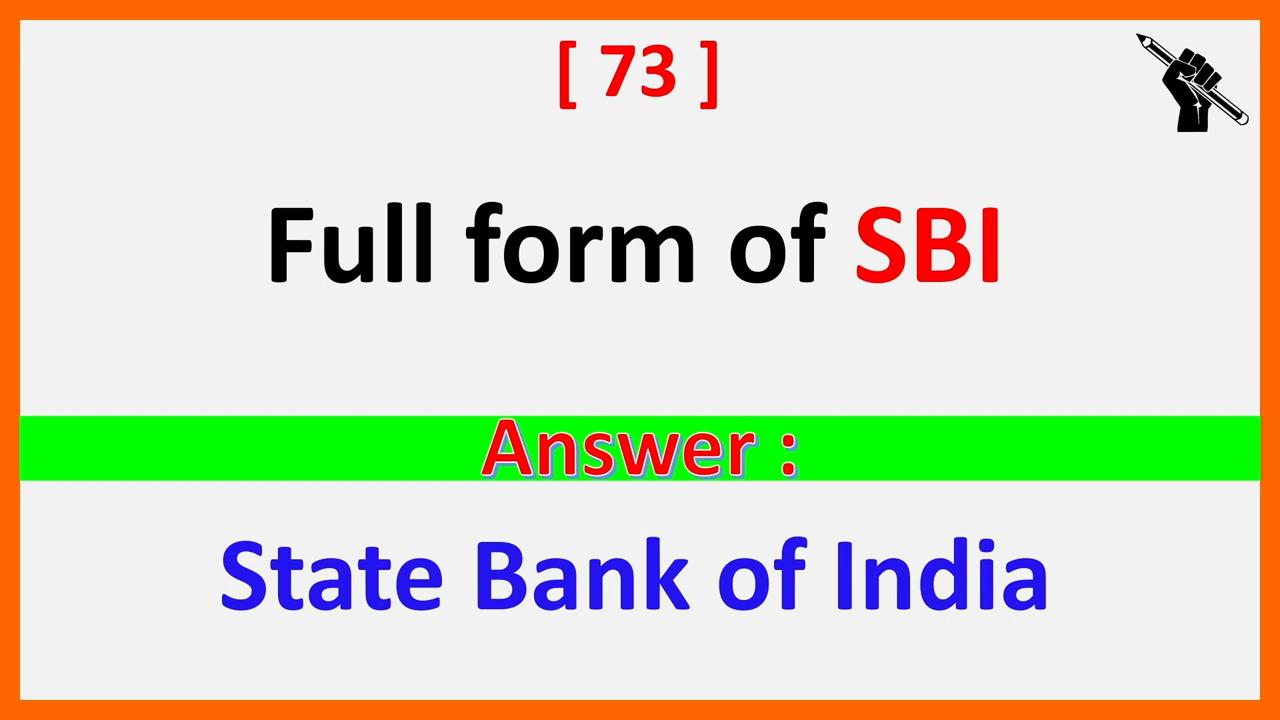 [ 73 ]
Full form of SBI
Answer :
State Bank of India